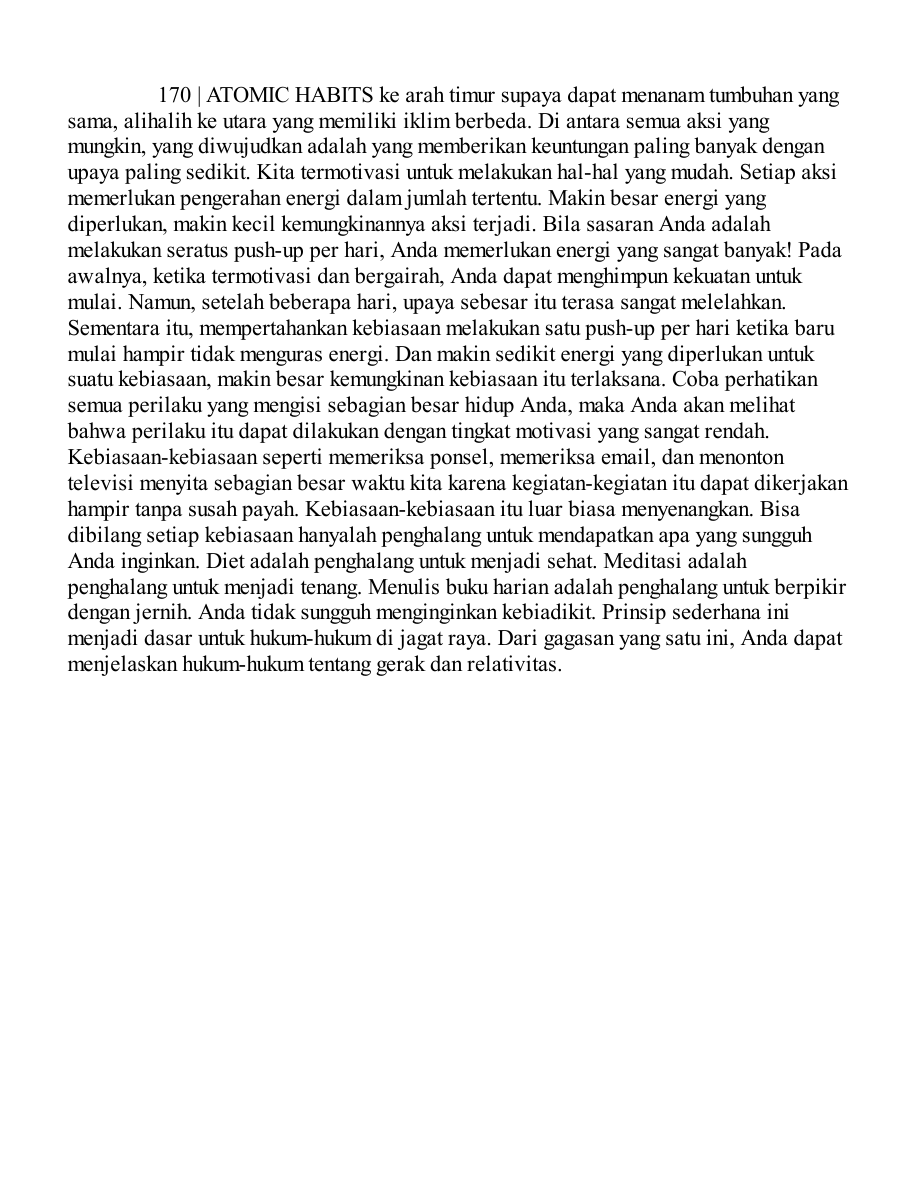 170 | ATOMIC HABITS ke arah timur supaya dapat menanam tumbuhan yang
sama, alihalih ke utara yang memiliki iklim berbeda. Di antara semua aksi yang
mungkin, yang diwujudkan adalah yang memberikan keuntungan paling banyak dengan
upaya paling sedikit. Kita termotivasi untuk melakukan hal-hal yang mudah. Setiap aksi
memerlukan pengerahan energi dalam jumlah tertentu. Makin besar energi yang
diperlukan, makin kecil kemungkinannya aksi terjadi. Bila sasaran Anda adalah
melakukan seratus push-up per hari, Anda memerlukan energi yang sangat banyak! Pada
awalnya, ketika termotivasi dan bergairah, Anda dapat menghimpun kekuatan untuk
mulai. Namun, setelah beberapa hari, upaya sebesar itu terasa sangat melelahkan.
Sementara itu, mempertahankan kebiasaan melakukan satu push-up per hari ketika baru
mulai hampir tidak menguras energi. Dan makin sedikit energi yang diperlukan untuk
suatu kebiasaan, makin besar kemungkinan kebiasaan itu terlaksana. Coba perhatikan
semua perilaku yang mengisi sebagian besar hidup Anda, maka Anda akan melihat
bahwa perilaku itu dapat dilakukan dengan tingkat motivasi yang sangat rendah.
Kebiasaan-kebiasaan seperti memeriksa ponsel, memeriksa email, dan menonton
televisi menyita sebagian besar waktu kita karena kegiatan-kegiatan itu dapat dikerjakan
hampir tanpa susah payah. Kebiasaan-kebiasaan itu luar biasa menyenangkan. Bisa
dibilang setiap kebiasaan hanyalah penghalang untuk mendapatkan apa yang sungguh
Anda inginkan. Diet adalah penghalang untuk menjadi sehat. Meditasi adalah
penghalang untuk menjadi tenang. Menulis buku harian adalah penghalang untuk berpikir
dengan jernih. Anda tidak sungguh menginginkan kebiadikit. Prinsip sederhana ini
menjadi dasar untuk hukum-hukum di jagat raya. Dari gagasan yang satu ini, Anda dapat
menjelaskan hukum-hukum tentang gerak dan relativitas.